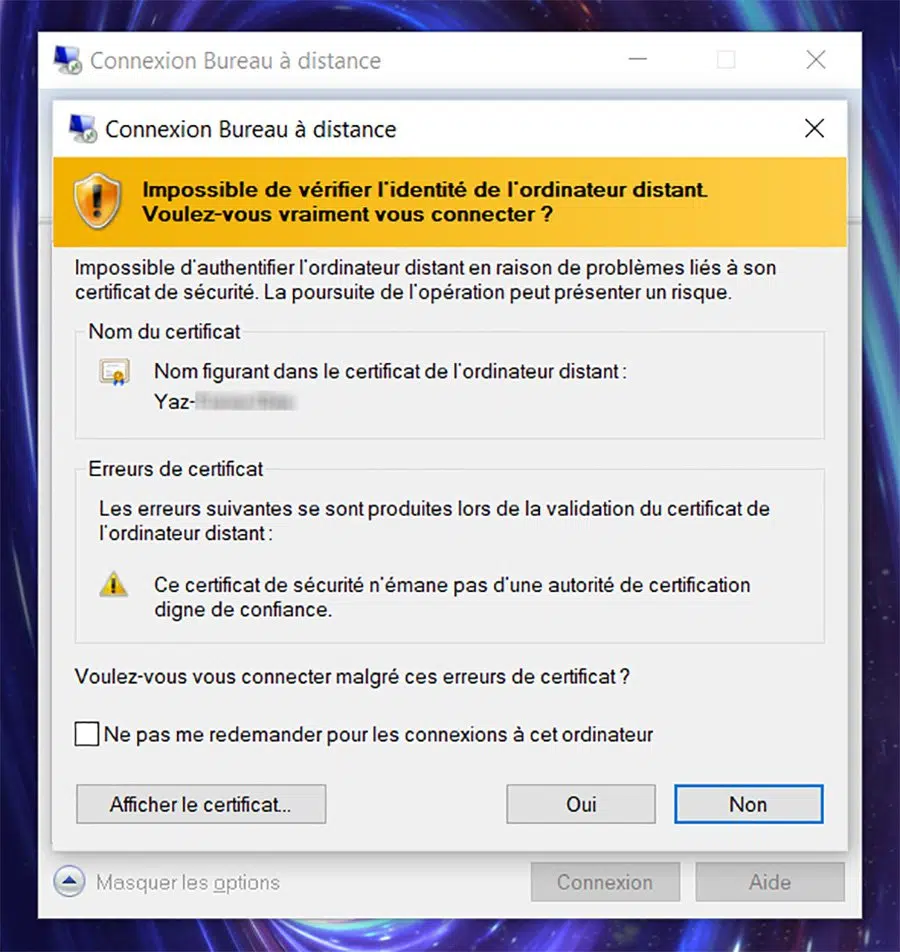 Connexion Bureau à distance
Connexion Bureau à distance
Impossible de vérifier l'identité de l'ordinateur distant.
Voulez-vous vraiment vous connecter ?
Impossible d'authentifier l'ordinateur distant en raison de problèmes liés à son
certificat de sécurité. La poursuite de l'opération peut présenter un risque.
Nom du certificat
Nom figurant dans le certificat de l'ordinateur distant :
Yaz-
Erreurs de certificat
Les erreurs suivantes se sont produites lors de la validation du certificat de
l'ordinateur distant :
Ce certificat de sécurité n'émane pas d'une autorité de certification
digne de confiance.
Voulez-vous vous connecter malgré ces erreurs de certificat ?
Ne pas me redemander pour les connexions à cet ordinateur
Afficher le certificat...
Oui
Non
Masquer les options
Connexion
Aide